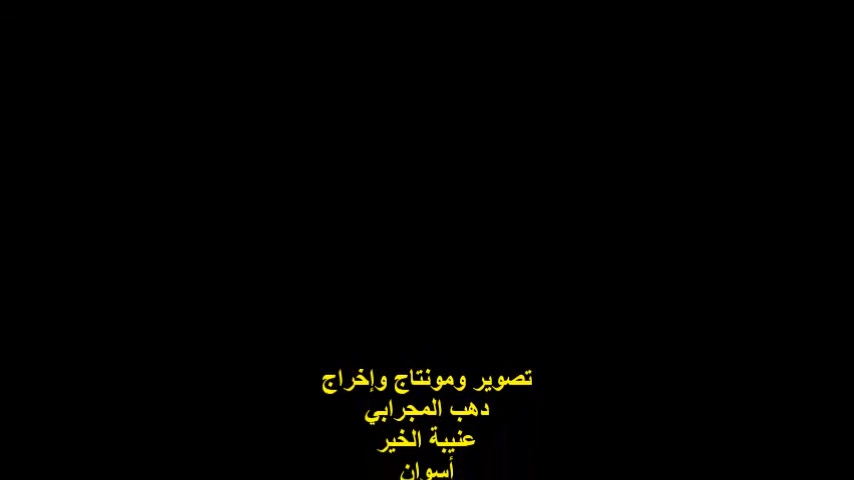 تصوير ومونتاج وإخراج
دهب المجرابي
عنيبة الخير
أسوان